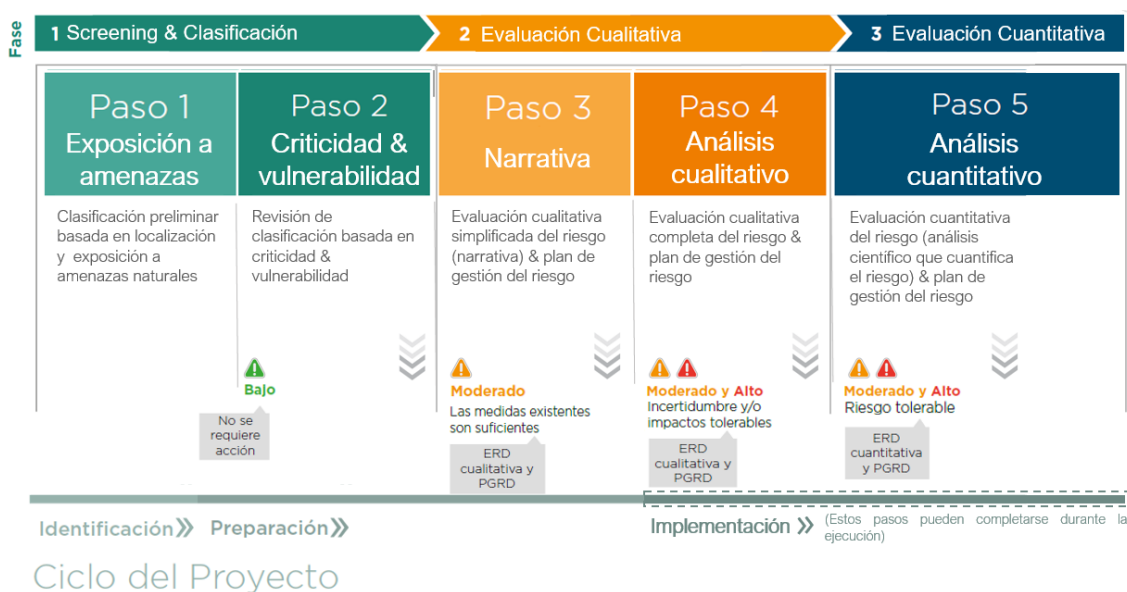 Fase
1 Screening & Clasificación
2 Evaluación Cualitativa
3 Evaluación Cuantitativa
Paso 1
Exposición a
amenazas
Paso 2
Criticidad &
vulnerabilidad
Paso 3
Narrativa
Paso 4
Análisis
cualitativo
Paso 5
Análisis
cuantitativo
Clasificación preliminar
basada en localización
y exposición a
amenazas naturales
Revisión de
clasificación basada en
criticidad &
vulnerabilidad
Evaluación cualitativa
simplificada del riesgo
(narrativa) & plan de
gestión del riesgo
Evaluación cualitativa
completa del riesgo &
plan de gestión del
riesgo
Evaluación cuantitativa
del riesgo (análisis
científico que cuantifica
el riesgo) & plan de
gestión del riesgo
Bajo
No se
requiere
acción
Moderado
Las medidas existentes
son suficientes
ERD
cualitativa y
PGRD
Moderado y Alto
Incertidumbre y/o
impactos tolerables
ERD
cualitativa y
PGRD
Moderado y Alto
Riesgo tolerable
ERD
cuantitativa
y PGRD
Identificación
Preparación
Implementación
(Estos pasos pueden completarse durante la
ejecución)
Ciclo del Proyecto